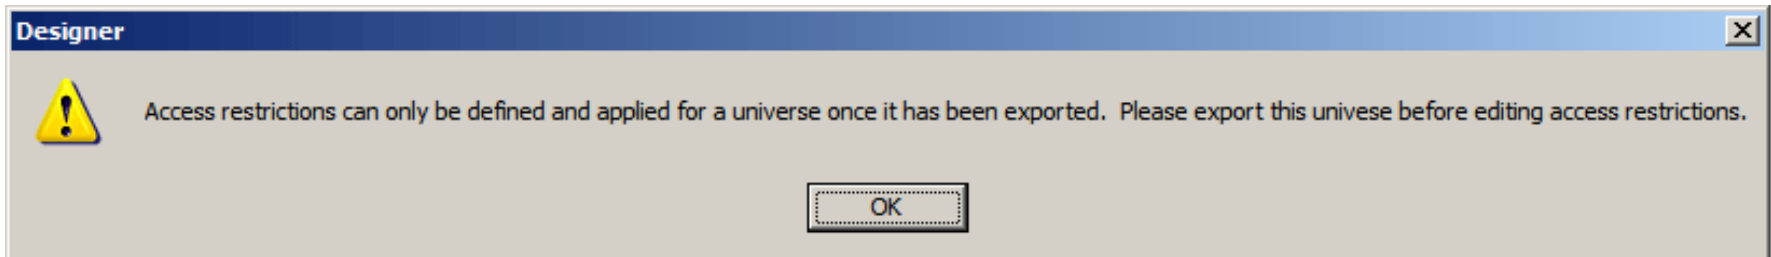 Designer
Access restrictions can only be defined and applied for a universe once it has been exported.  Please export this univese before editing access restrictions.
OK